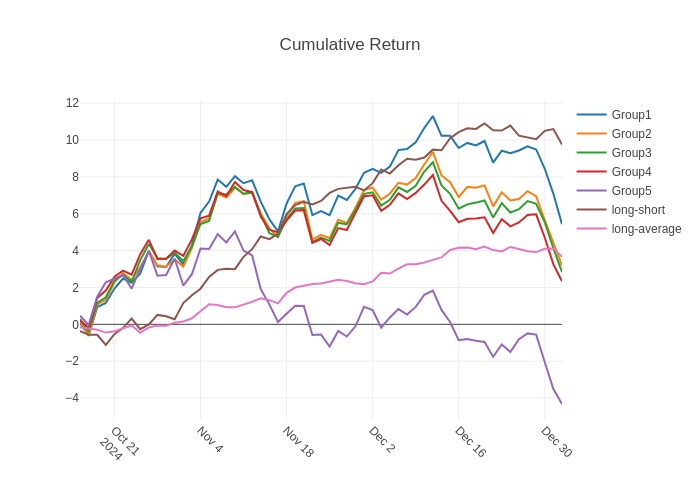 Cumulative Return
12
10
8
6
4
2
0
−2
−4
Oct 21
2024
Nov 4
Nov 18
Dec 2
Dec 16
Dec 30
Group1
Group2
Group3
Group4
Group5
long-short
long-average